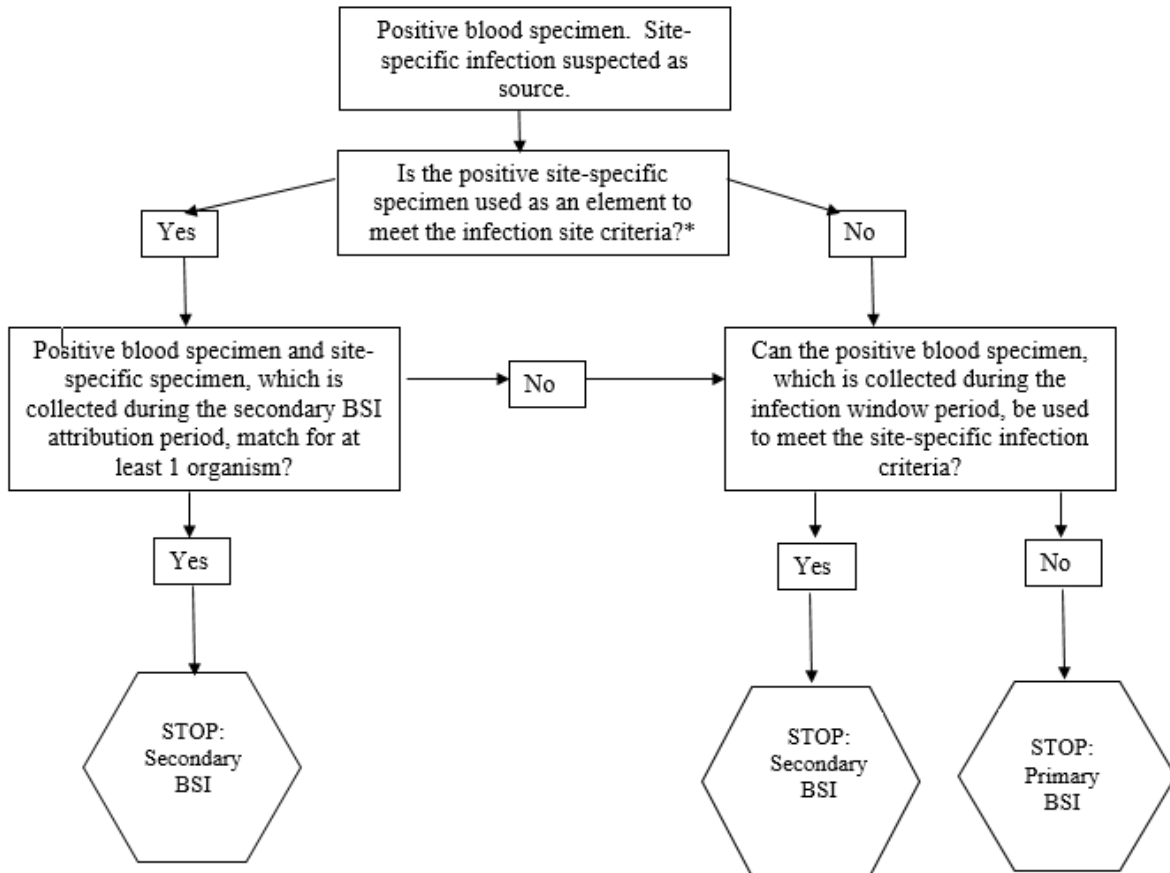 Positive blood specimen.  Site-
specific infection suspected as
source.
Is the positive site-specific
specimen used as an element to
meet the infection site criteria?*
Yes
No
Positive blood specimen and site-
specific specimen, which is
collected during the secondary BSI
attribution period, match for at
least 1 organism?
No
Can the positive blood specimen,
which is collected during the
infection window period, be used
to meet the site-specific infection
criteria?
Yes
Yes
No
STOP:
Secondary
BSI
STOP:
Secondary
BSI
STOP:
Primary
BSI